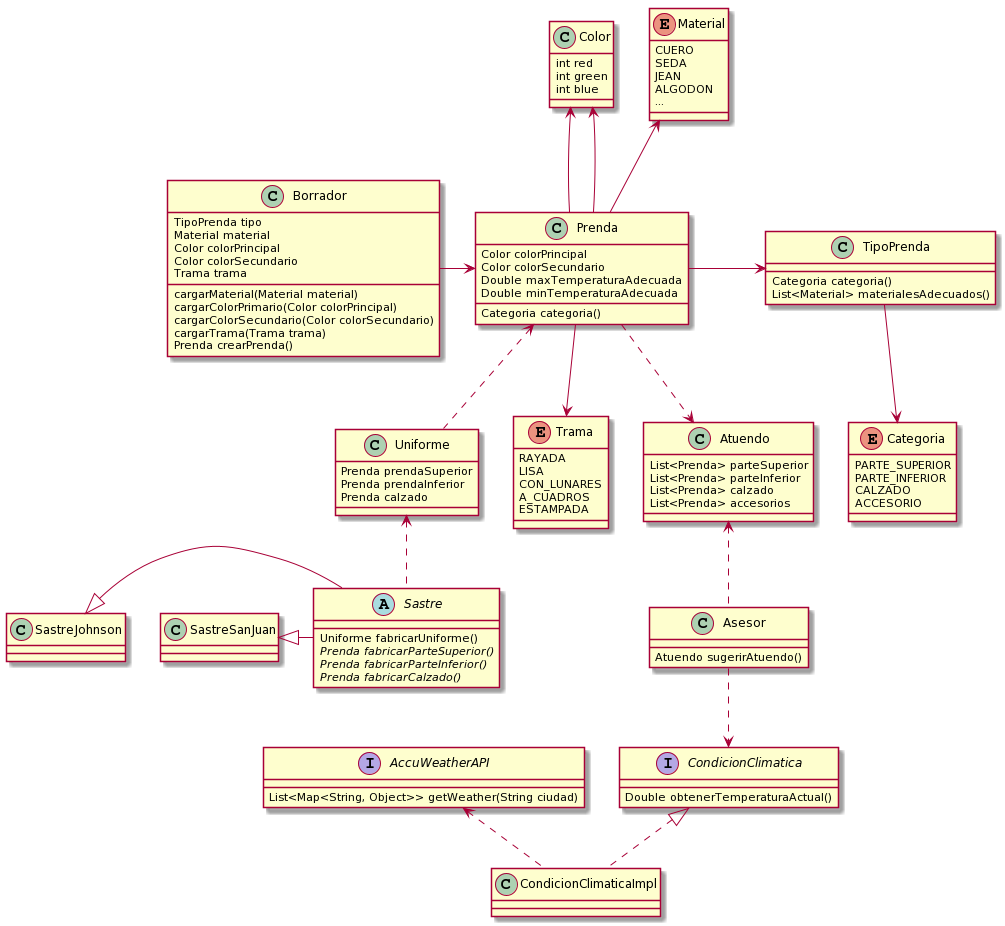 C Color
int red
int green
int blue
E Material
CUERO
SEDA
JEAN
ALGODON
...
C Borrador
TipoPrenda tipo
Material material
Color colorPrincipal
Color colorSecundario
Trama trama
cargarMaterial(Material material)
cargarColorPrimario(Color colorPrincipal)
cargarColorSecundario(Color colorSecundario)
cargarTrama(Trama trama)
Prenda crearPrenda()
C Prenda
Color colorPrincipal
Color colorSecundario
Double maxTemperaturaAdecuada
Double minTemperaturaAdecuada
Categoria categoria()
C TipoPrenda
Categoria categoria()
List<Material> materialesAdecuados()
C Uniforme
Prenda prendaSuperior
Prenda prendaInferior
Prenda calzado
E Trama
RAYADA
LISA
CON_LUNARES
A_CUADROS
ESTAMPADA
C Atuendo
List<Prenda> parteSuperior
List<Prenda> parteInferior
List<Prenda> calzado
List<Prenda> accesorios
E Categoria
PARTE_SUPERIOR
PARTE_INFERIOR
CALZADO
ACCESORIO
C SastreJohnson
C SastreSanJuan
A Sastre
Uniforme fabricarUniforme()
Prenda fabricarParteSuperior()
Prenda fabricarParteInferior()
Prenda fabricarCalzado()
C Asesor
Atuendo sugerirAtuendo()
I AccuWeatherAPI
List<Map<String, Object>> getWeather(String ciudad)
I CondicionClimatica
Double obtenerTemperaturaActual()
C CondicionClimaticaImpl